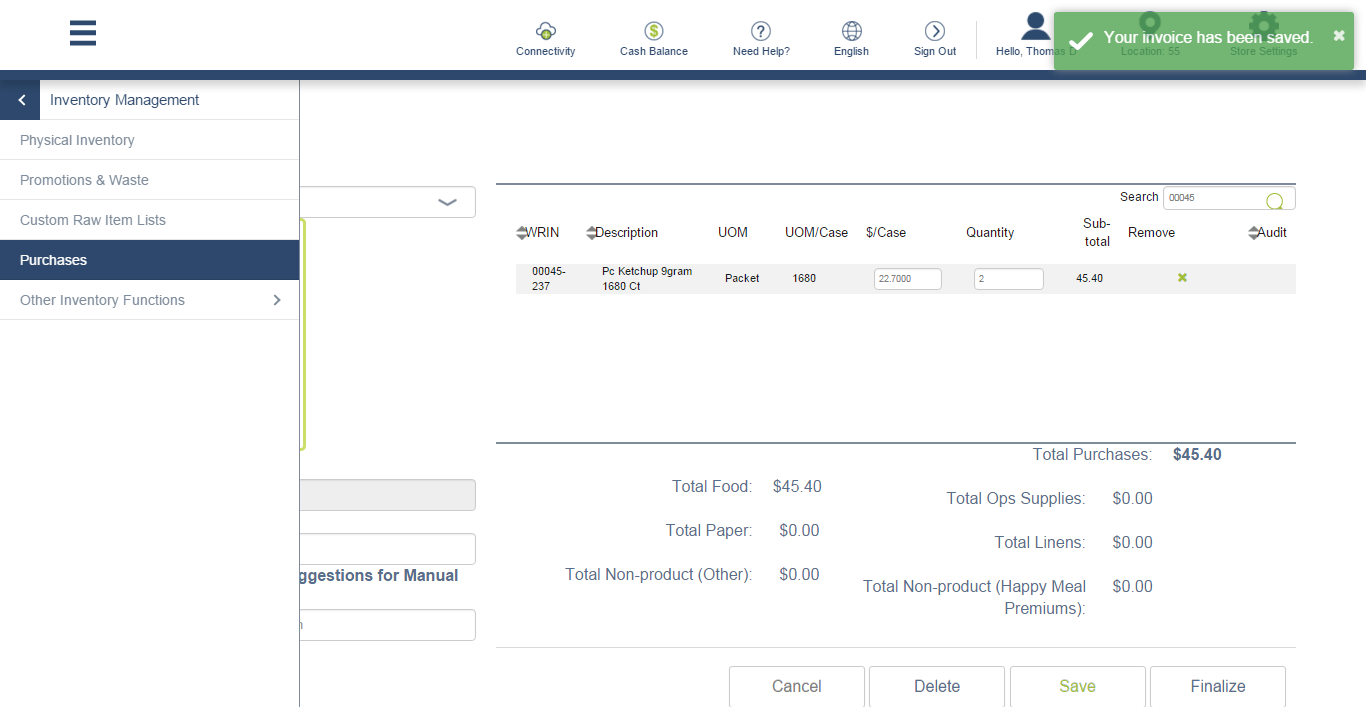 Connectivity
Cash Balance
Need Help?
English
Sign Out
Hello, Thomas D
Location: 55
Store Settings
Your invoice has been saved.
Inventory Management
Physical Inventory
Promotions & Waste
Custom Raw Item Lists
Purchases
Other Inventory Functions
Search 00045
WRIN Description UOM UOM/Case $/Case Quantity Sub-
total Remove Audit
00045-
237
Pc Ketchup 9gram
1680 Ct
Packet 1680 22.7000 2 45.40
Total Purchases: $45.40
Total Food: $45.40
Total Ops Supplies: $0.00
Total Paper: $0.00
Total Linens: $0.00
Total Non-product (Other): $0.00
Total Non-product (Happy Meal
Premiums): $0.00
ggestions for Manual
Cancel
Delete
Save
Finalize